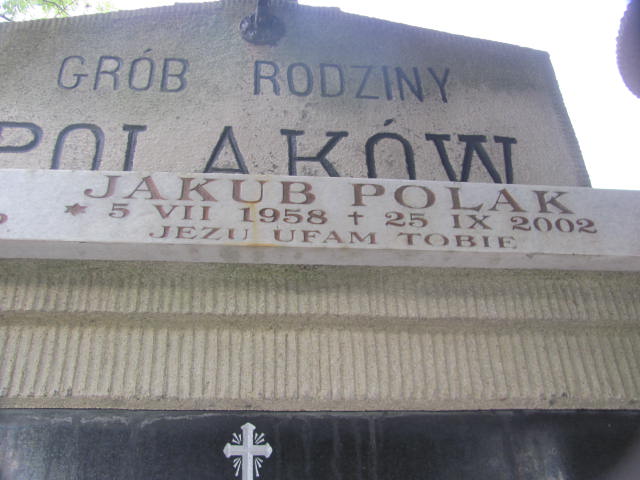 GRÓB RODZINY
POLAKÓW
JAKUB POLAK
* 5 VII 1958 † 25 IX 2002
JEZU UFAM TOBIE